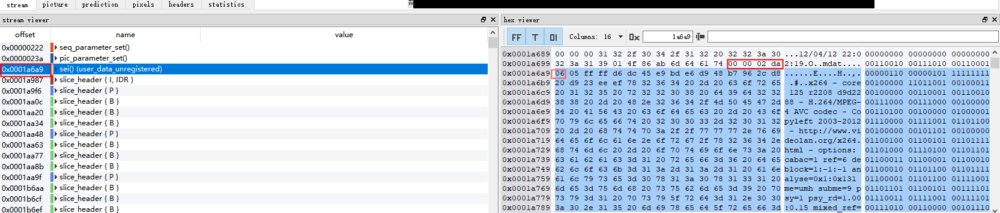 stream picture prediction pixels headers statistics
stream viewer
offset name value
0x00000222 seq_parameter_set()
0x0000023a pic_parameter_set()
0x0001a6a9 sei() (user_data_unregistered)
0x0001a987 slice_header { I, IDR }
0x0001a9f6 slice_header { P }
0x0001aa0c slice_header { B }
0x0001aa20 slice_header { B }
0x0001aa34 slice_header { B }
0x0001aa48 slice_header { P }
0x0001aa63 slice_header { B }
0x0001aa77 slice_header { B }
0x0001aa8b slice_header { B }
0x0001aa9f slice_header { P }
0x0001b6aa slice_header { B }
0x0001b6cf slice_header { B }
0x0001b6ef slice_header { B }
hex viewer
FF T 01 Columns: 16 0x 1a6a9
0x0001a689 00 00 00 31 32 2f 30 34 2f 31 32 20 32 32 3a 30 ...12/04/12 22:0 00000000 00000000 00000000
0x0001a699 32 3a 31 39 01 4f 86 ab 6d 64 61 74 00 00 02 da 2:19.O..mdat.... 00110010 00111010 00110001
0x0001a6a9 06 05 ff ff d6 dc 45 e9 bd e6 d9 48 b7 96 2c d8 ......E....H..,. 00000110 00000101 11111111
0x0001a6b9 20 d9 23 ee ef 78 32 36 34 20 2d 20 63 6f 72 65 .#..x264 - core 00100000 11011001 00100011
0x0001a6c9 20 31 32 35 20 72 32 32 30 38 20 64 39 64 32 32 125 r2208 d9d22 00100000 00110001 00110010
0x0001a6d9 38 38 20 2d 20 48 2e 32 36 34 2f 4d 50 45 47 2d 88 - H.264/MPEG- 00111000 00111000 00100000
0x0001a6e9 34 20 41 56 43 20 63 6f 64 65 63 20 2d 20 43 6f 4 AVC codec - Co 00110100 00100000 01000001
0x0001a6f9 70 79 6c 65 66 74 20 32 30 30 33 2d 32 30 31 32 pyleft 2003-2012 01110000 01111001 01101100
0x0001a709 20 2d 20 68 74 74 70 3a 2f 2f 77 77 77 2e 76 69 - http://www.vi 00100000 00101101 00100000
0x0001a719 64 65 6f 6c 61 6e 2e 6f 72 67 2f 78 32 36 34 2e deolan.org/x264. 01100100 01100101 01101111
0x0001a729 68 74 6d 6c 20 2d 20 6f 70 74 69 6f 6e 73 3a 20 html - options: 01101000 01110100 01101101
0x0001a739 63 61 62 61 63 3d 31 20 72 65 66 3d 36 20 64 65 cabac=1 ref=6 de 01100011 01100001 01100010
0x0001a749 62 6c 6f 63 6b 3d 31 3a 2d 31 3a 2d 31 20 61 6e block=1:-1:-1 an 01100010 01101100 01101111
0x0001a759 61 6c 79 73 65 3d 30 78 31 3a 30 78 31 33 31 20 alyse=0x1:0x131 01100001 01101100 01111001
0x0001a769 6d 65 3d 75 6d 68 20 73 75 62 6d 65 3d 39 20 70 me=umh subme=9 p 01101101 01100101 00111101
0x0001a779 73 79 3d 31 20 70 73 79 5f 72 64 3d 31 2e 30 30 sy=1 psy_rd=1.00 01110011 01111001 00111101
0x0001a789 3a 30 2e 31 35 20 6d 69 78 65 64 5f 72 65 66 3d :0.15 mixed_ref= 00111010 00110000 00101110